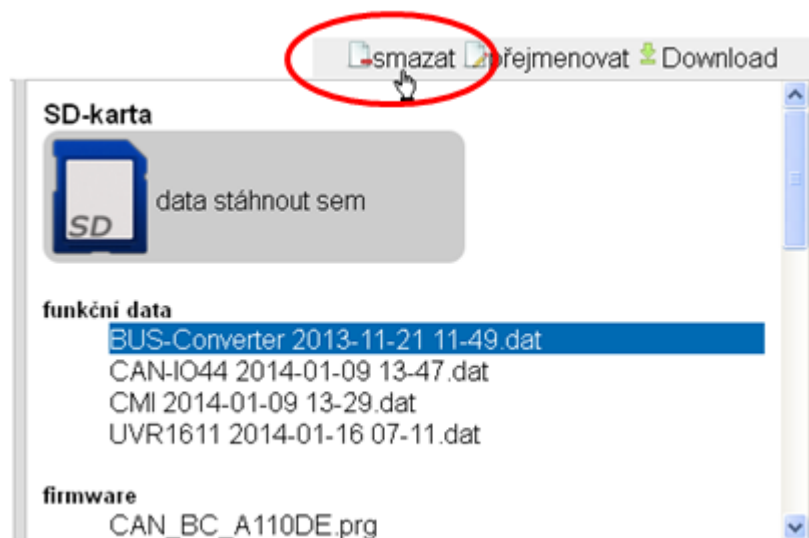 smazat přejmenovat Download
SD-karta
SD
data stáhnout sem
funkční data
BUS-Converter 2013-11-21 11-49.dat
CAN-IO44 2014-01-09 13-47.dat
CMI 2014-01-09 13-29.dat
UVR1611 2014-01-16 07-11.dat
firmware
CAN_BC_A110DE.prg